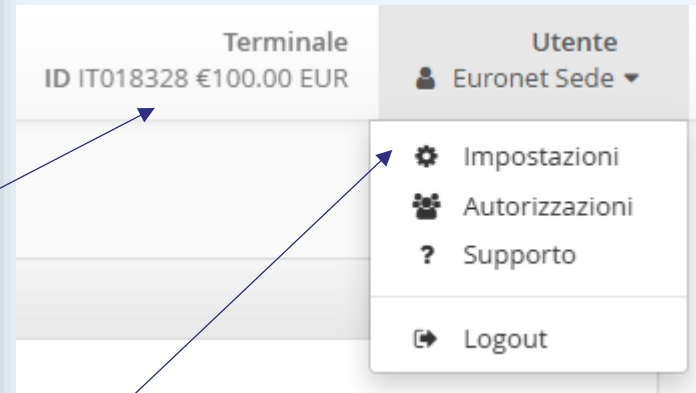 Terminale
ID IT018328 €100.00 EUR
Utente
Euronet Sede
Impostazioni
Autorizzazioni
? Supporto
Logout